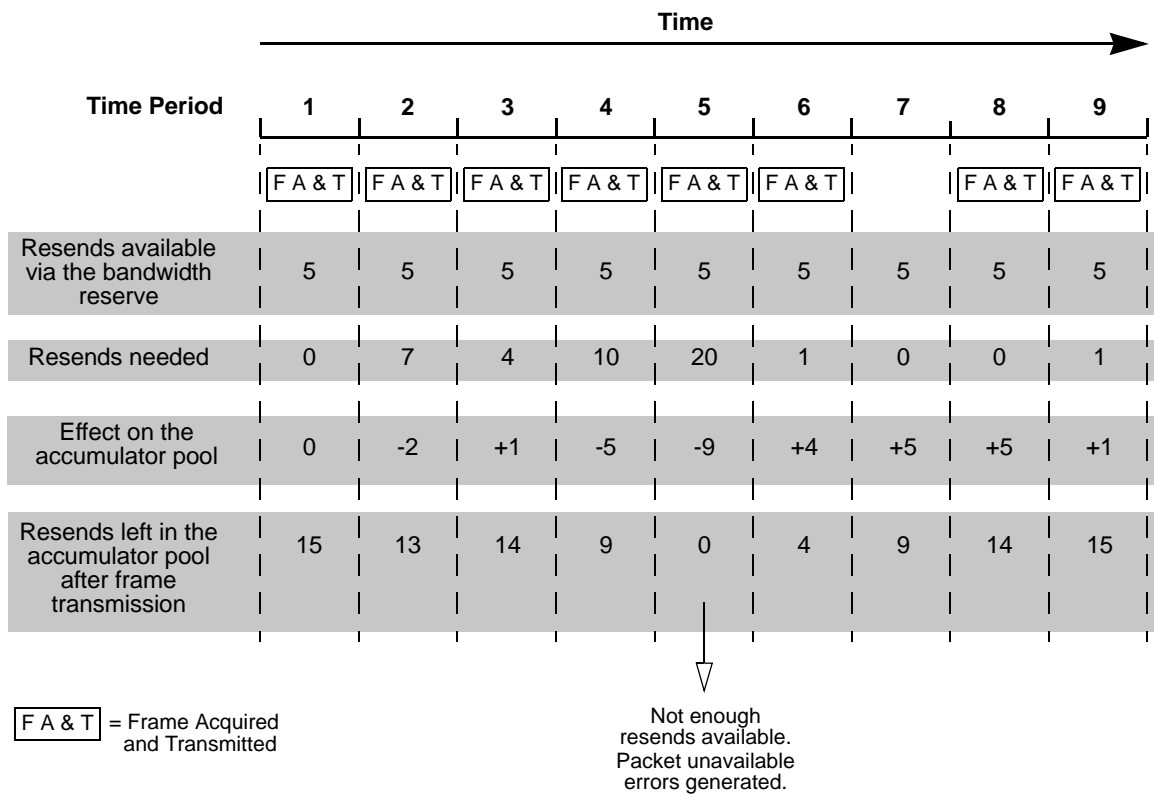 Time
Time Period 1 2 3 4 5 6 7 8 9
F A & T F A & T F A & T F A & T F A & T F A & T F A & T F A & T
Resends available
via the bandwidth
reserve
5 5 5 5 5 5 5 5 5
Resends needed 0 7 4 10 20 1 0 0 1
Effect on the
accumulator pool
0 -2 +1 -5 -9 +4 +5 +5 +1
Resends left in the
accumulator pool
after frame
transmission
15 13 14 9 0 4 9 14 15
F A & T = Frame Acquired
and Transmitted
Not enough
resends available.
Packet unavailable
errors generated.